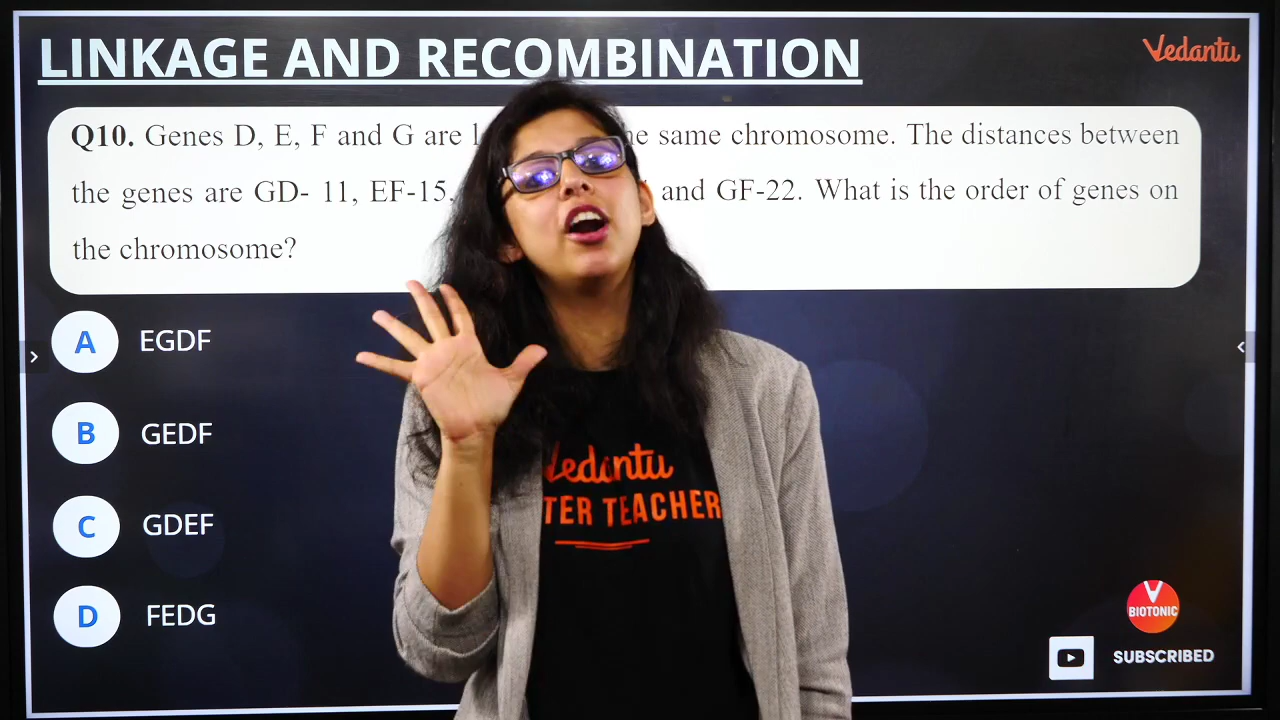 LINKAGE AND RECOMBINATION
Vedantu
Q10. Genes D, E, F and G are same chromosome. The distances between
the genes are GD- 11, EF-15, and GF-22. What is the order of genes on
the chromosome?
A EGDF
B GEDF
C GDEF
D FEDG
Vedantu
TER TEACHER
V
BIOTONIC
SUBSCRIBED